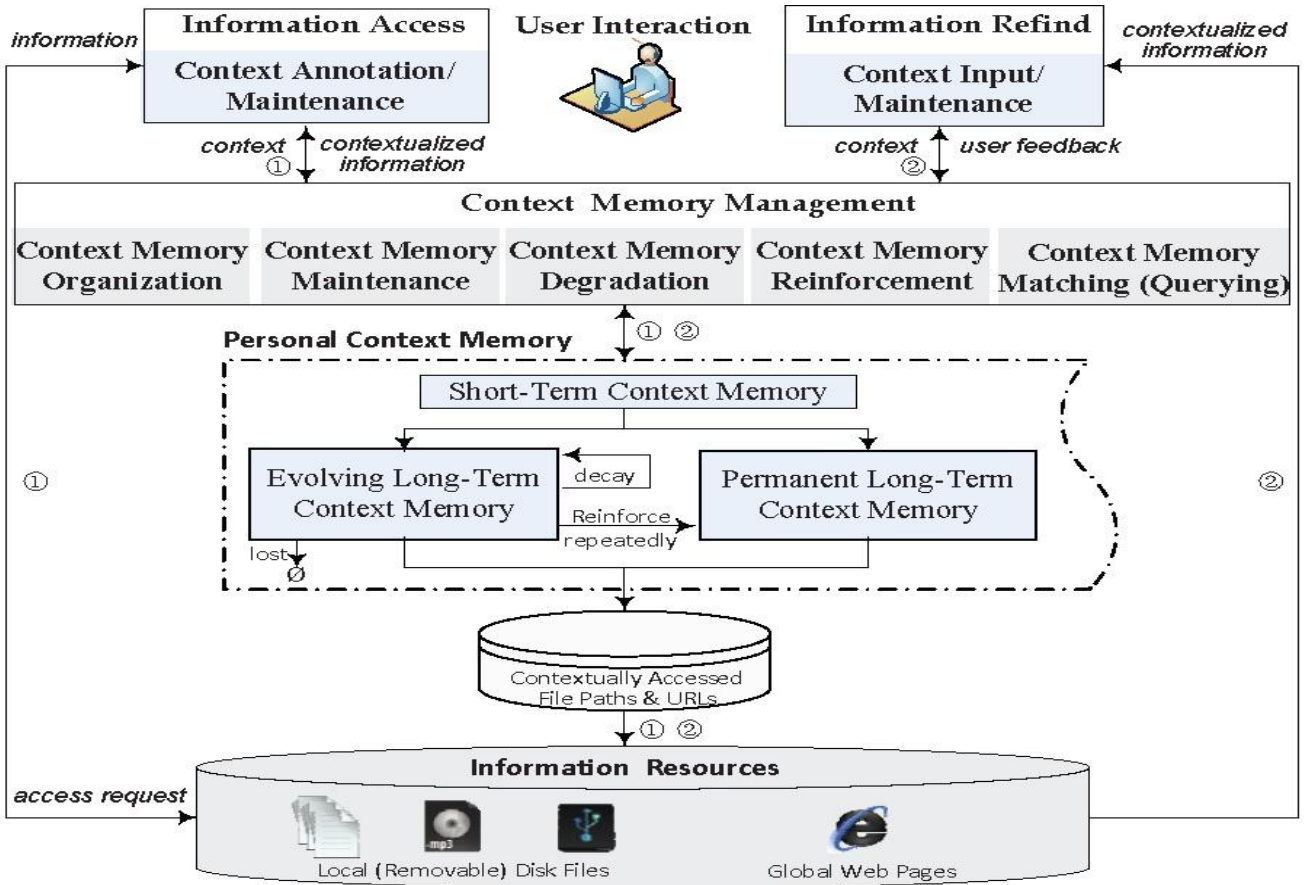 Information Access
Context Annotation/
Maintenance
User Interaction
Information Refind
Context Input/
Maintenance
information
contextualized
information
context
①
contextualized
information
context
②
user feedback
Context Memory Management
Context Memory
Organization
Context Memory
Maintenance
Context Memory
Degradation
Context Memory
Reinforcement
Context Memory
Matching (Querying)
① ②
Personal Context Memory
Short-Term Context Memory
Evolving Long-Term
Context Memory
decay
Reinforce
repeatedly
Permanent Long-Term
Context Memory
lost
Ø
①
②
Contextually Accessed
File Paths & URLs
① ②
Information Resources
access request
mp3
Local (Removable) Disk Files
Global Web Pages